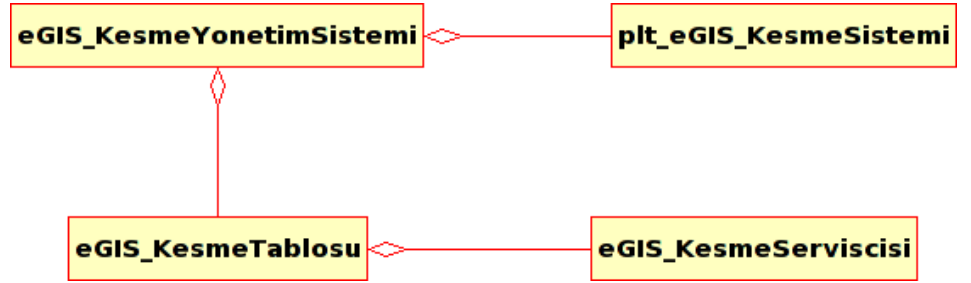 eGIS_KesmeYonetimSistemi
plt_eGIS_KesmeSistemi
eGIS_KesmeTablosu
eGIS_KesmeServiscisi